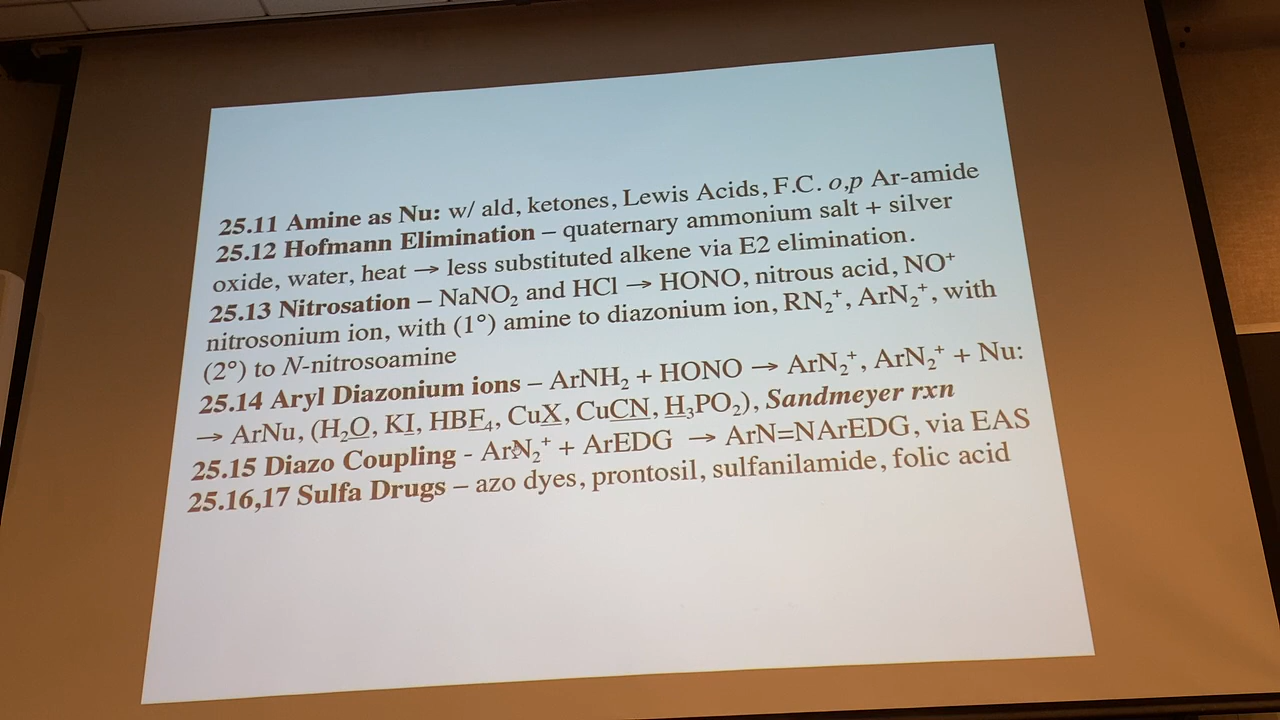 25.11 Amine as Nu: w/ ald, ketones, Lewis Acids, F.C. o,p Ar-amide
25.12 Hofmann Elimination – quaternary ammonium salt + silver
oxide, water, heat → less substituted alkene via E2 elimination.
25.13 Nitrosation – NaNO₂ and HCl → HONO, nitrous acid, NO⁺
nitrosonium ion, with (1°) amine to diazonium ion, RN₂⁺, ArN₂⁺, with
(2°) to N-nitrosoamine
25.14 Aryl Diazonium ions – ArNH₂ + HONO → ArN₂⁺, ArN₂⁺ + Nu:
→ ArNu, (H₂O, KI, HBF₄, CuX, CuCN, H₃PO₂), Sandmeyer rxn
25.15 Diazo Coupling - ArN₂⁺ + ArEDG → ArN=NArEDG, via EAS
25.16,17 Sulfa Drugs – azo dyes, prontosil, sulfanilamide, folic acid